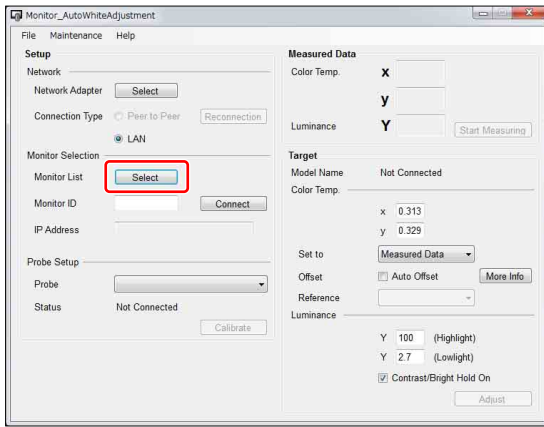 Monitor_AutoWhiteAdjustment
File Maintenance Help
Setup
Network
Network Adapter Select
Connection Type Peer to Peer Reconnection
LAN
Monitor Selection
Monitor List Select
Monitor ID Connect
IP Address
Probe Setup
Probe
Status Not Connected
Calibrate
Measured Data
Color Temp. x
y
Luminance Y Start Measuring
Target
Model Name Not Connected
Color Temp.
x 0.313
y 0.329
Set to Measured Data
Offset Auto Offset More Info
Reference
Luminance
Y 100 (Highlight)
Y 2.7 (Lowlight)
Contrast/Bright Hold On
Adjust